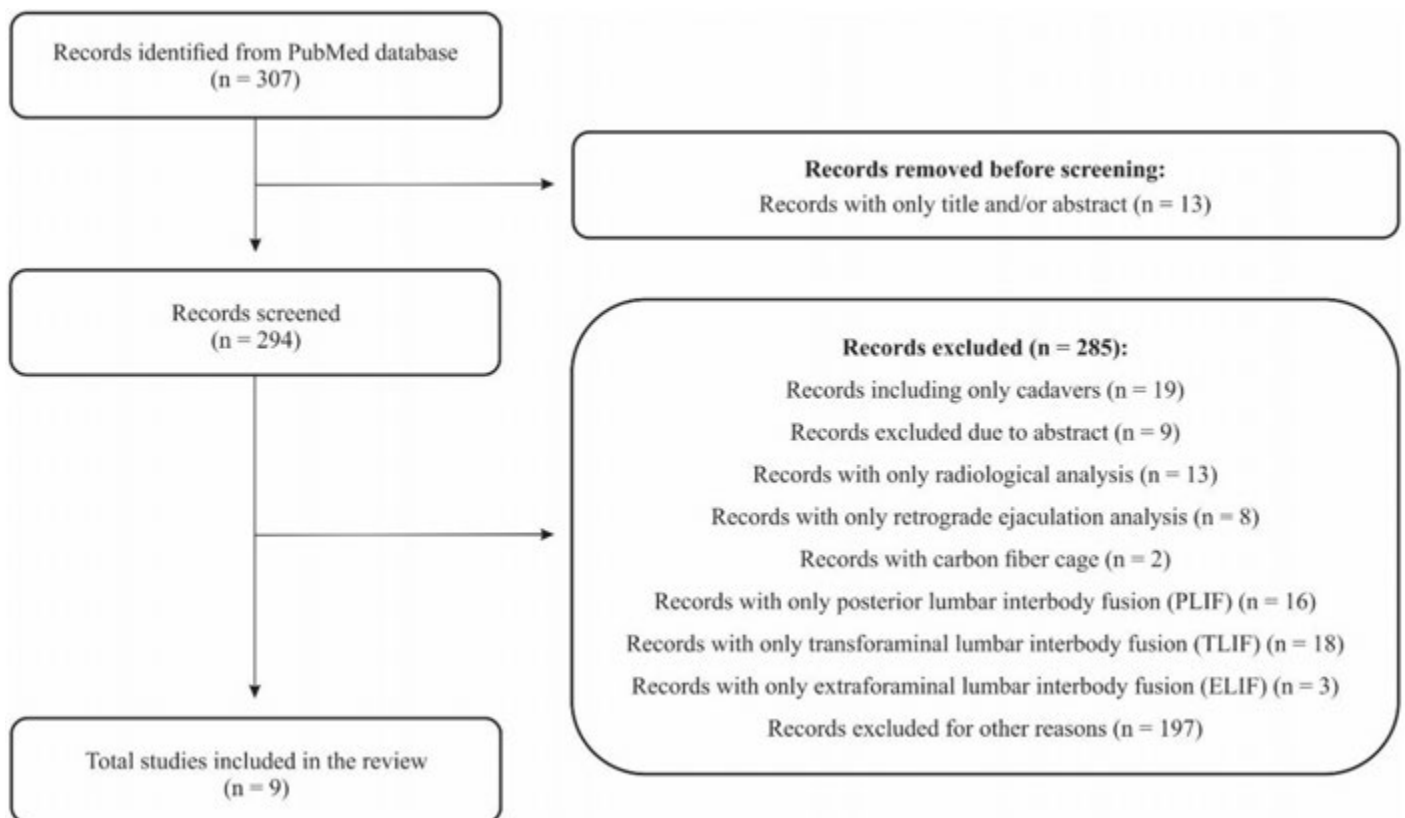 Records identified from PubMed database
(n = 307)
Records removed before screening:
Records with only title and/or abstract (n = 13)
Records screened
(n = 294)
Records excluded (n = 285):
Records including only cadavers (n = 19)
Records excluded due to abstract (n = 9)
Records with only radiological analysis (n = 13)
Records with only retrograde ejaculation analysis (n = 8)
Records with carbon fiber cage (n = 2)
Records with only posterior lumbar interbody fusion (PLIF) (n = 16)
Records with only transforaminal lumbar interbody fusion (TLIF) (n = 18)
Records with only extraforaminal lumbar interbody fusion (ELIF) (n = 3)
Records excluded for other reasons (n = 197)
Total studies included in the review
(n = 9)